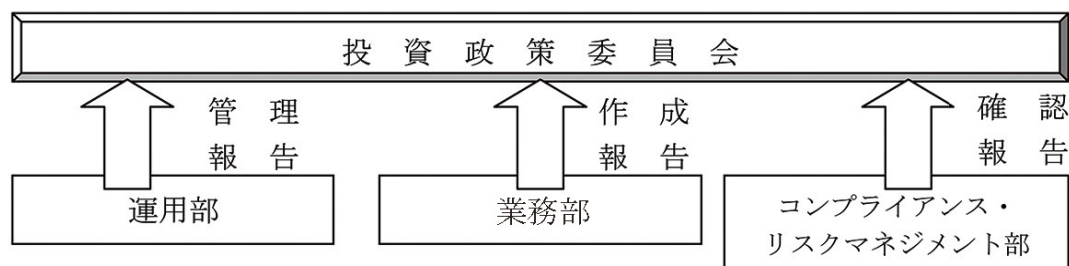 投資政策委員会
管理
報告
作成
報告
確認
報告
運用部
業務部
コンプライアンス・
リスクマネジメント部